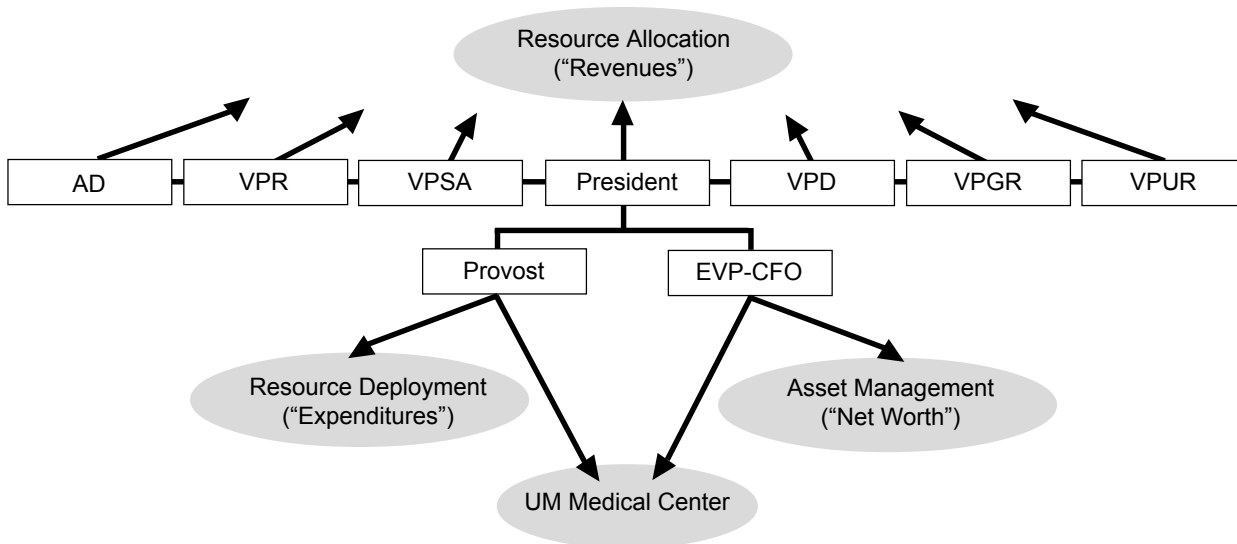 Resource Allocation
(“Revenues”)
AD
VPR
VPSA
President
VPD
VPGR
VPUR
Provost
EVP-CFO
Resource Deployment
(“Expenditures”)
Asset Management
(“Net Worth”)
UM Medical Center